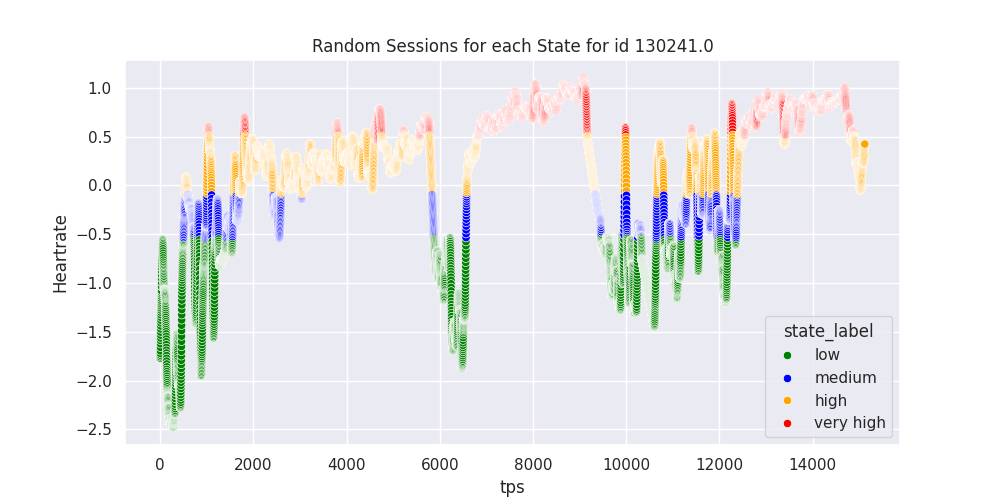 Random Sessions for each State for id 130241.0
1.0
0.5
0.0
−0.5
−1.0
−1.5
−2.0
−2.5
Heartrate
state_label
low
medium
high
very high
0 2000 4000 6000 8000 10000 12000 14000
tps